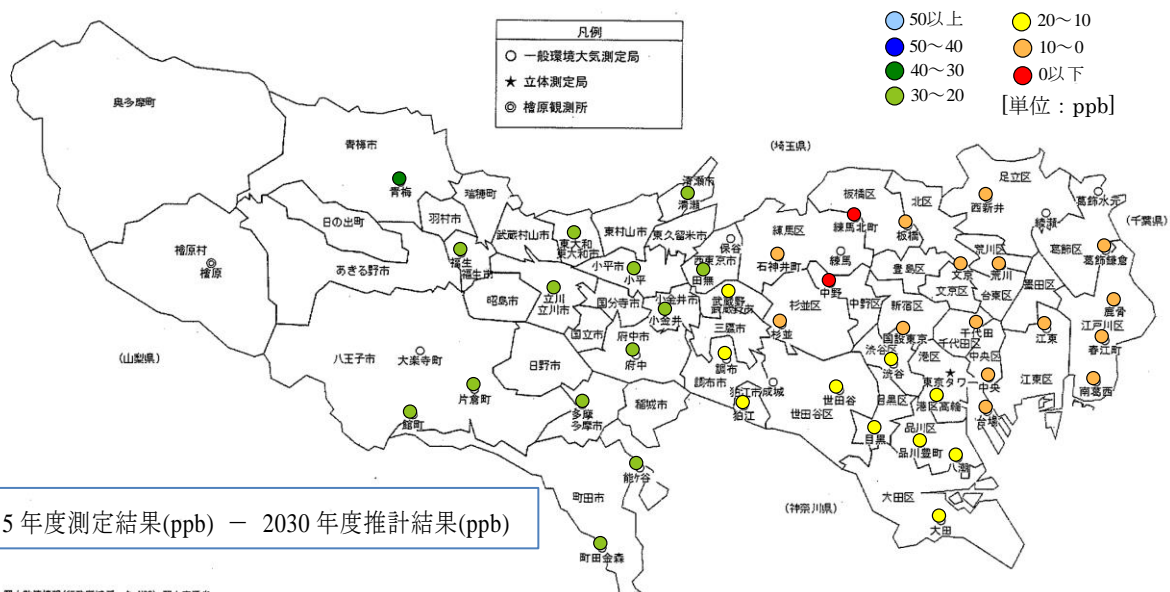 凡例
○ 一般環境大気測定局
★ 立体測定局
◎ 檜原観測所
50以上
50～40
40～30
30～20
20～10
10～0
0以下
[単位：ppb]
(埼玉県)
(千葉県)
(山梨県)
(神奈川県)
奥多摩町
青梅市
青梅
瑞穂町
羽村市
日の出町
檜原村
檜原
あきる野市
福生
福生市
武蔵村山市
東大和
東大和市
東村山市
清瀬市
清瀬
東久留米市
小平市
小平
保谷
西東京市
田無
昭島市
立川
立川市
国分寺市
小金井市
小金井
武蔵野
武蔵野市
三鷹市
国立市
府中市
府中
調布
調布市
八王子市
大楽寺町
片倉町
館町
日野市
多摩
多摩市
稲城市
狛江市
狛江
成城
能ケ谷
町田市
町田金森
練馬区
石神井町
練馬
練馬北町
板橋区
板橋
北区
足立区
西新井
綾瀬
葛飾水元
葛飾区
葛飾鎌倉
荒川区
荒川
豊島区
文京
文京区
台東区
墨田区
中野
中野区
杉並区
杉並
新宿区
国設東京
千代田
千代田区
中央区
中央
江東
江東区
鹿骨
江戸川区
春江町
南葛西
渋谷区
渋谷
港区
東京タワー
港区高輪
台場
世田谷
世田谷区
目黒区
目黒
品川区
品川豊町
八潮
大田区
大田
5 年度測定結果(ppb) － 2030 年度推計結果(ppb)